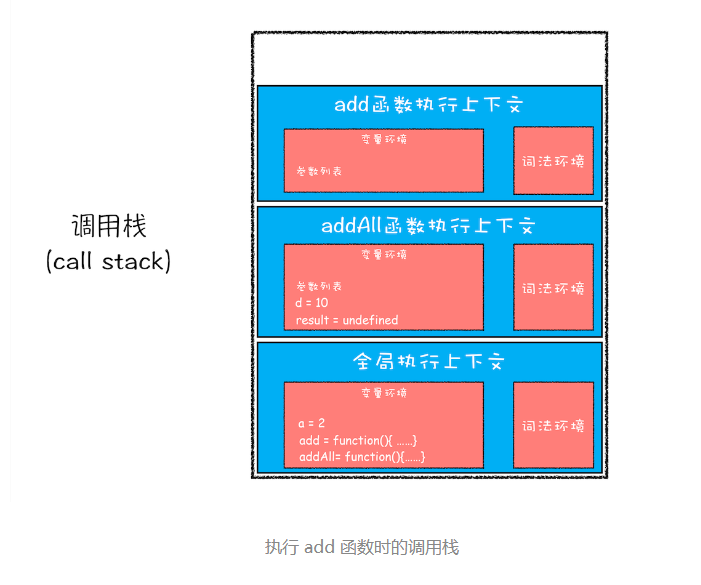 add函数执行上下文
变量环境
参数列表
词法环境
调用栈
(call stack)
addAll函数执行上下文
变量环境
参数列表
d = 10
result = undefined
词法环境
全局执行上下文
变量环境
a = 2
add = function(){ ……}
addAll= function(){……}
词法环境
执行 add 函数时的调用栈